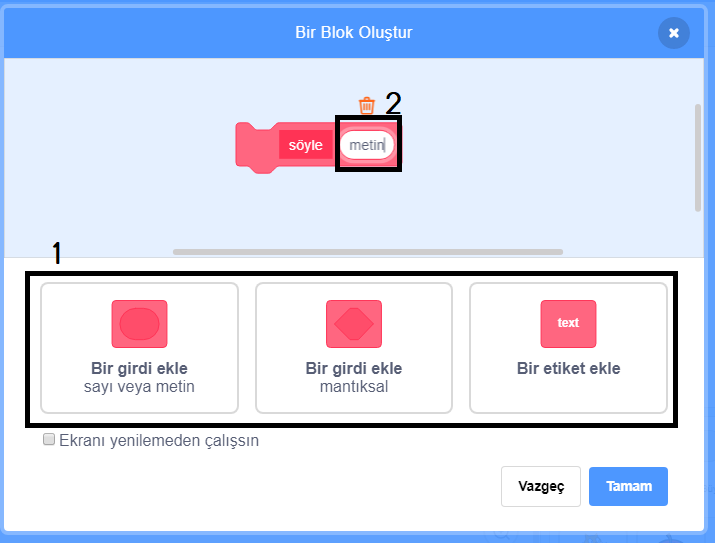 Bir Blok Oluştur
2
söyle metin
1
text
Bir girdi ekle
sayı veya metin
Bir girdi ekle
mantıksal
Bir etiket ekle
Ekranı yenilemeden çalışsın
Vazgeç Tamam